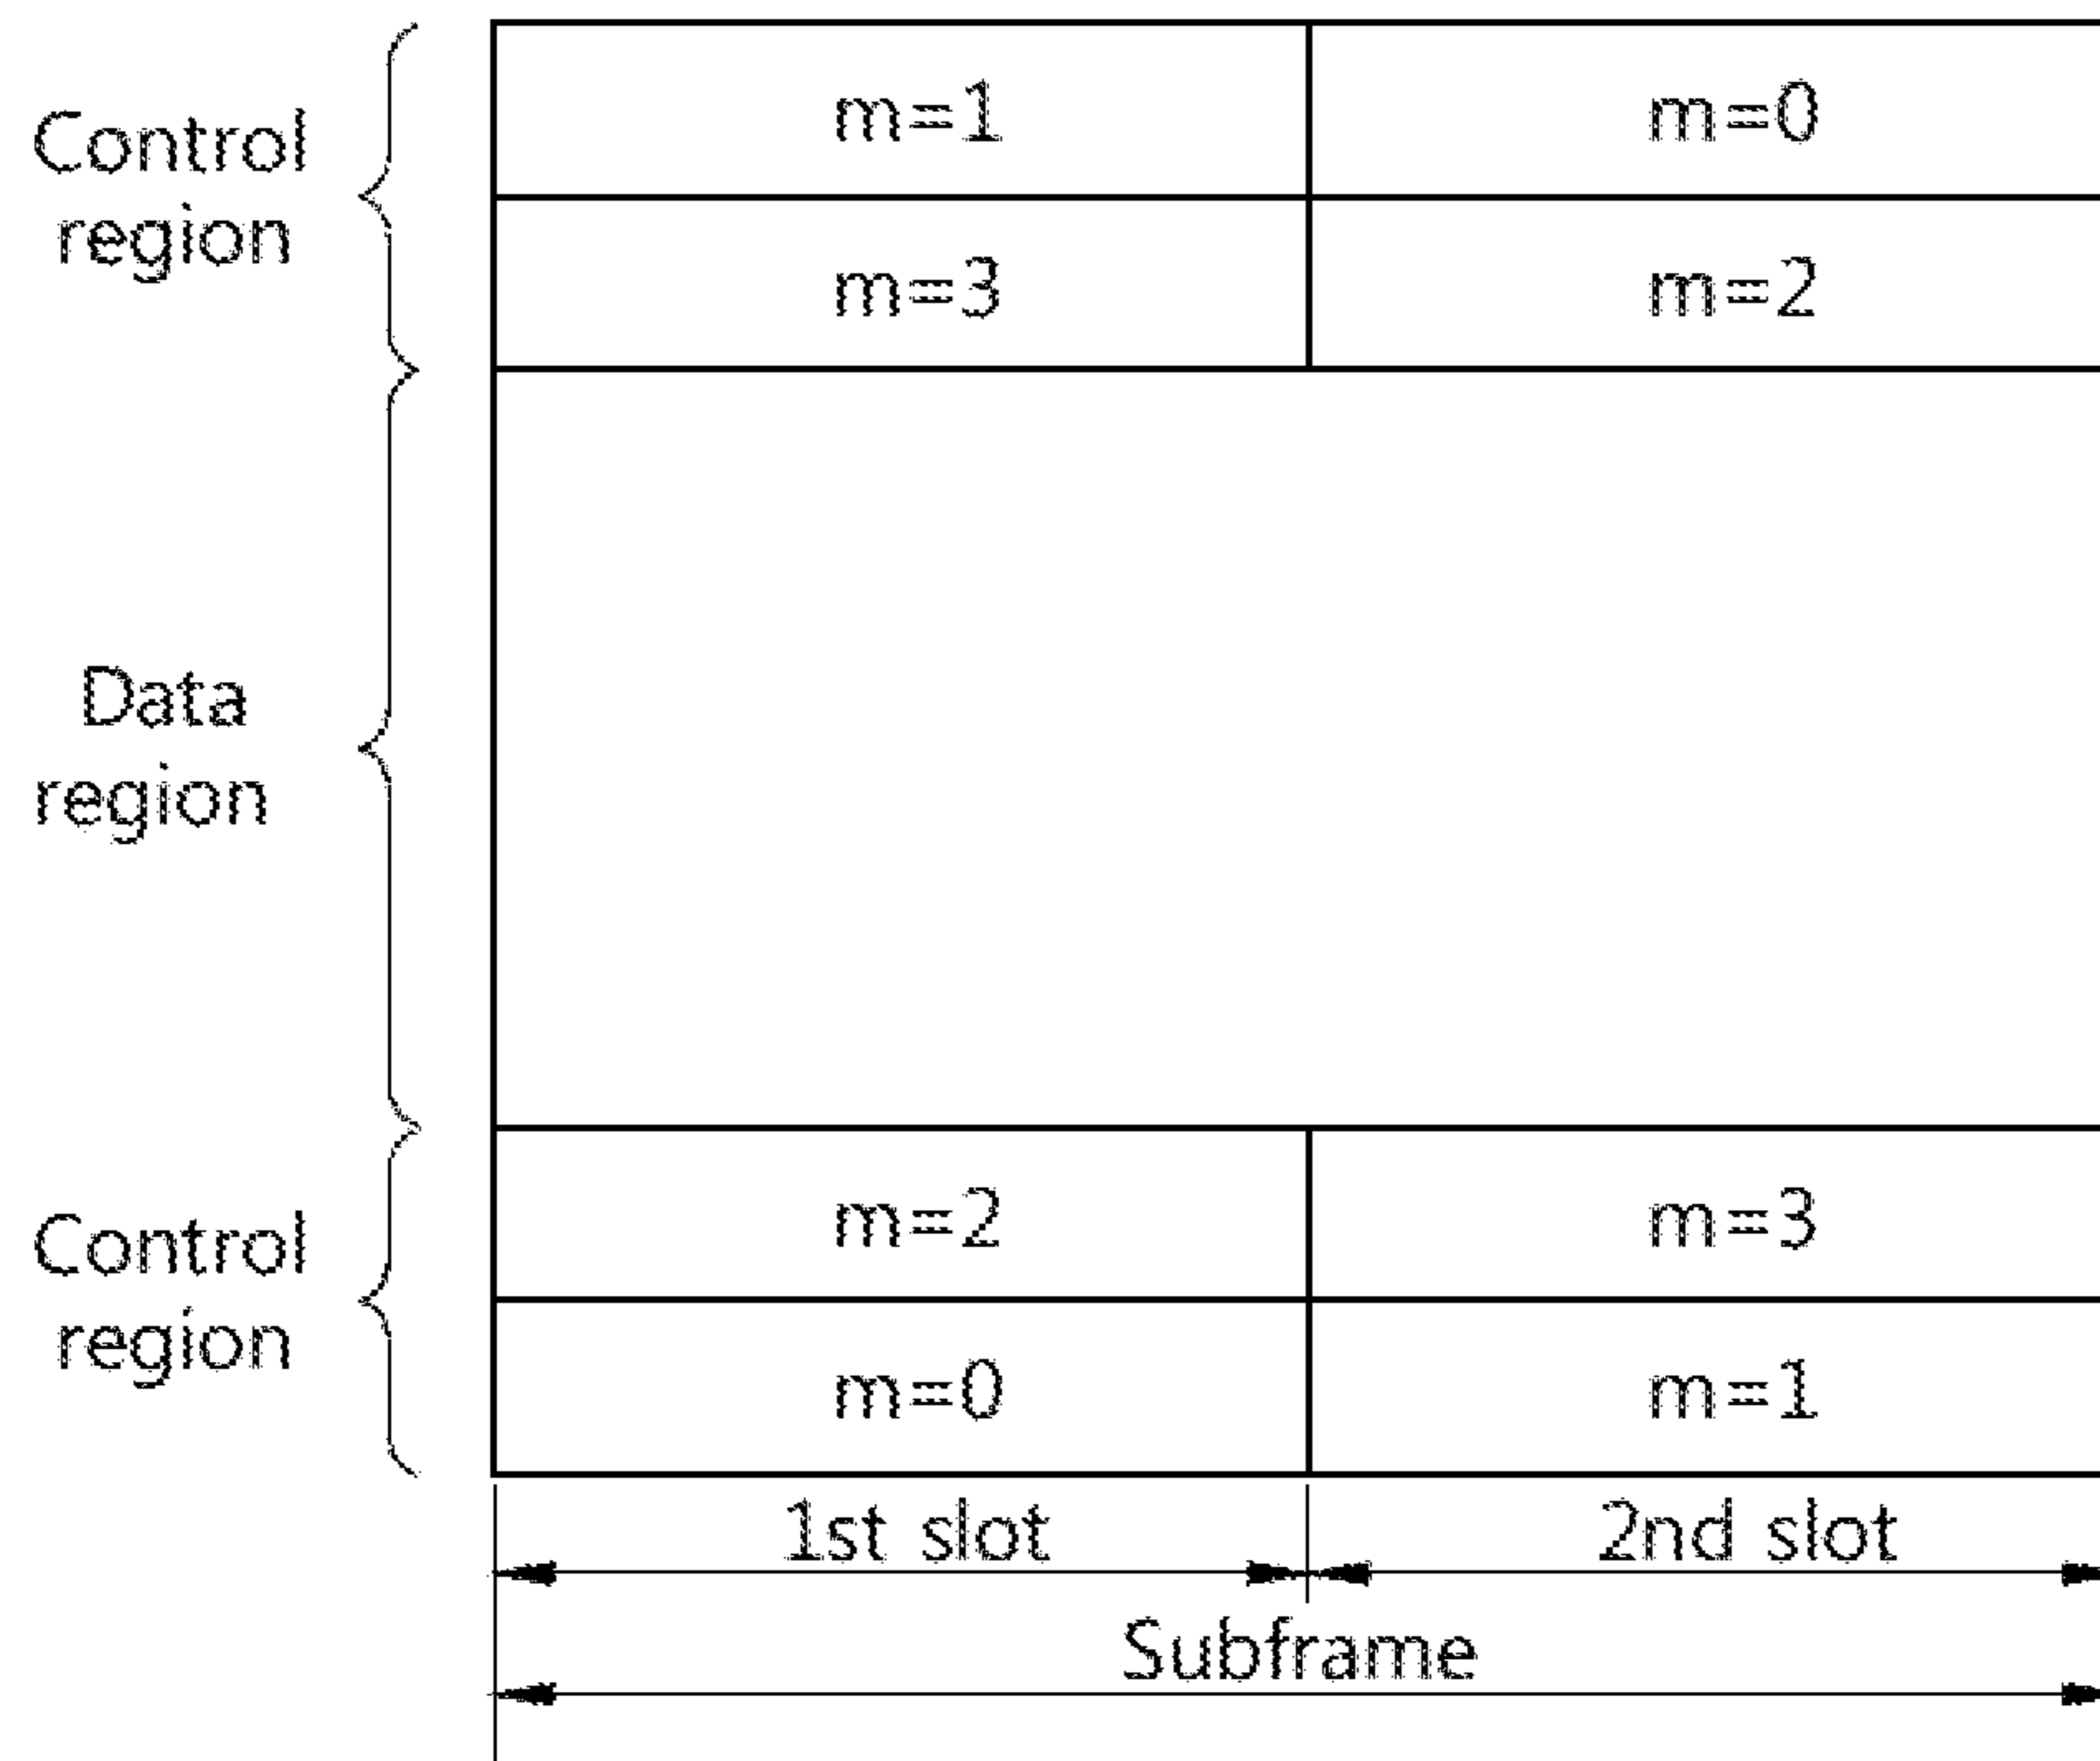 Control
region
m=1
m=0
m=3
m=2
Data
region
Control
region
m=2
m=3
m=0
m=1
1st slot
2nd slot
Subframe